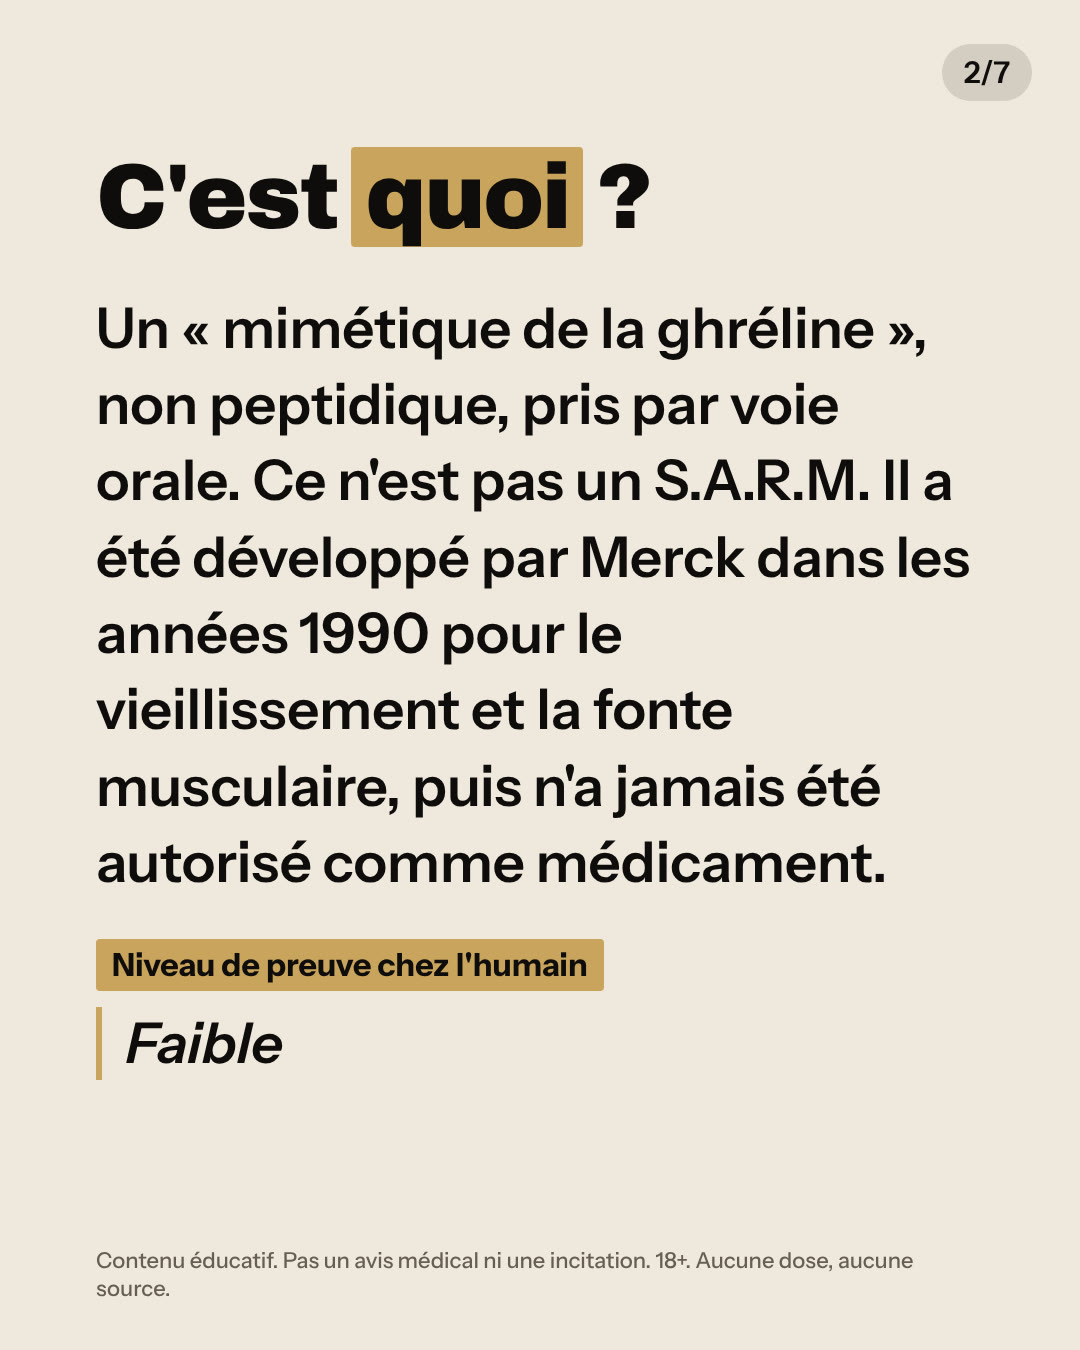 2/7
C'est quoi ?
Un « mimétique de la ghréline »,
non peptidique, pris par voie
orale. Ce n'est pas un S.A.R.M. Il a
été développé par Merck dans les
années 1990 pour le
vieillissement et la fonte
musculaire, puis n'a jamais été
autorisé comme médicament.
Niveau de preuve chez l'humain
Faible
Contenu éducatif. Pas un avis médical ni une incitation. 18+. Aucune dose, aucune
source.